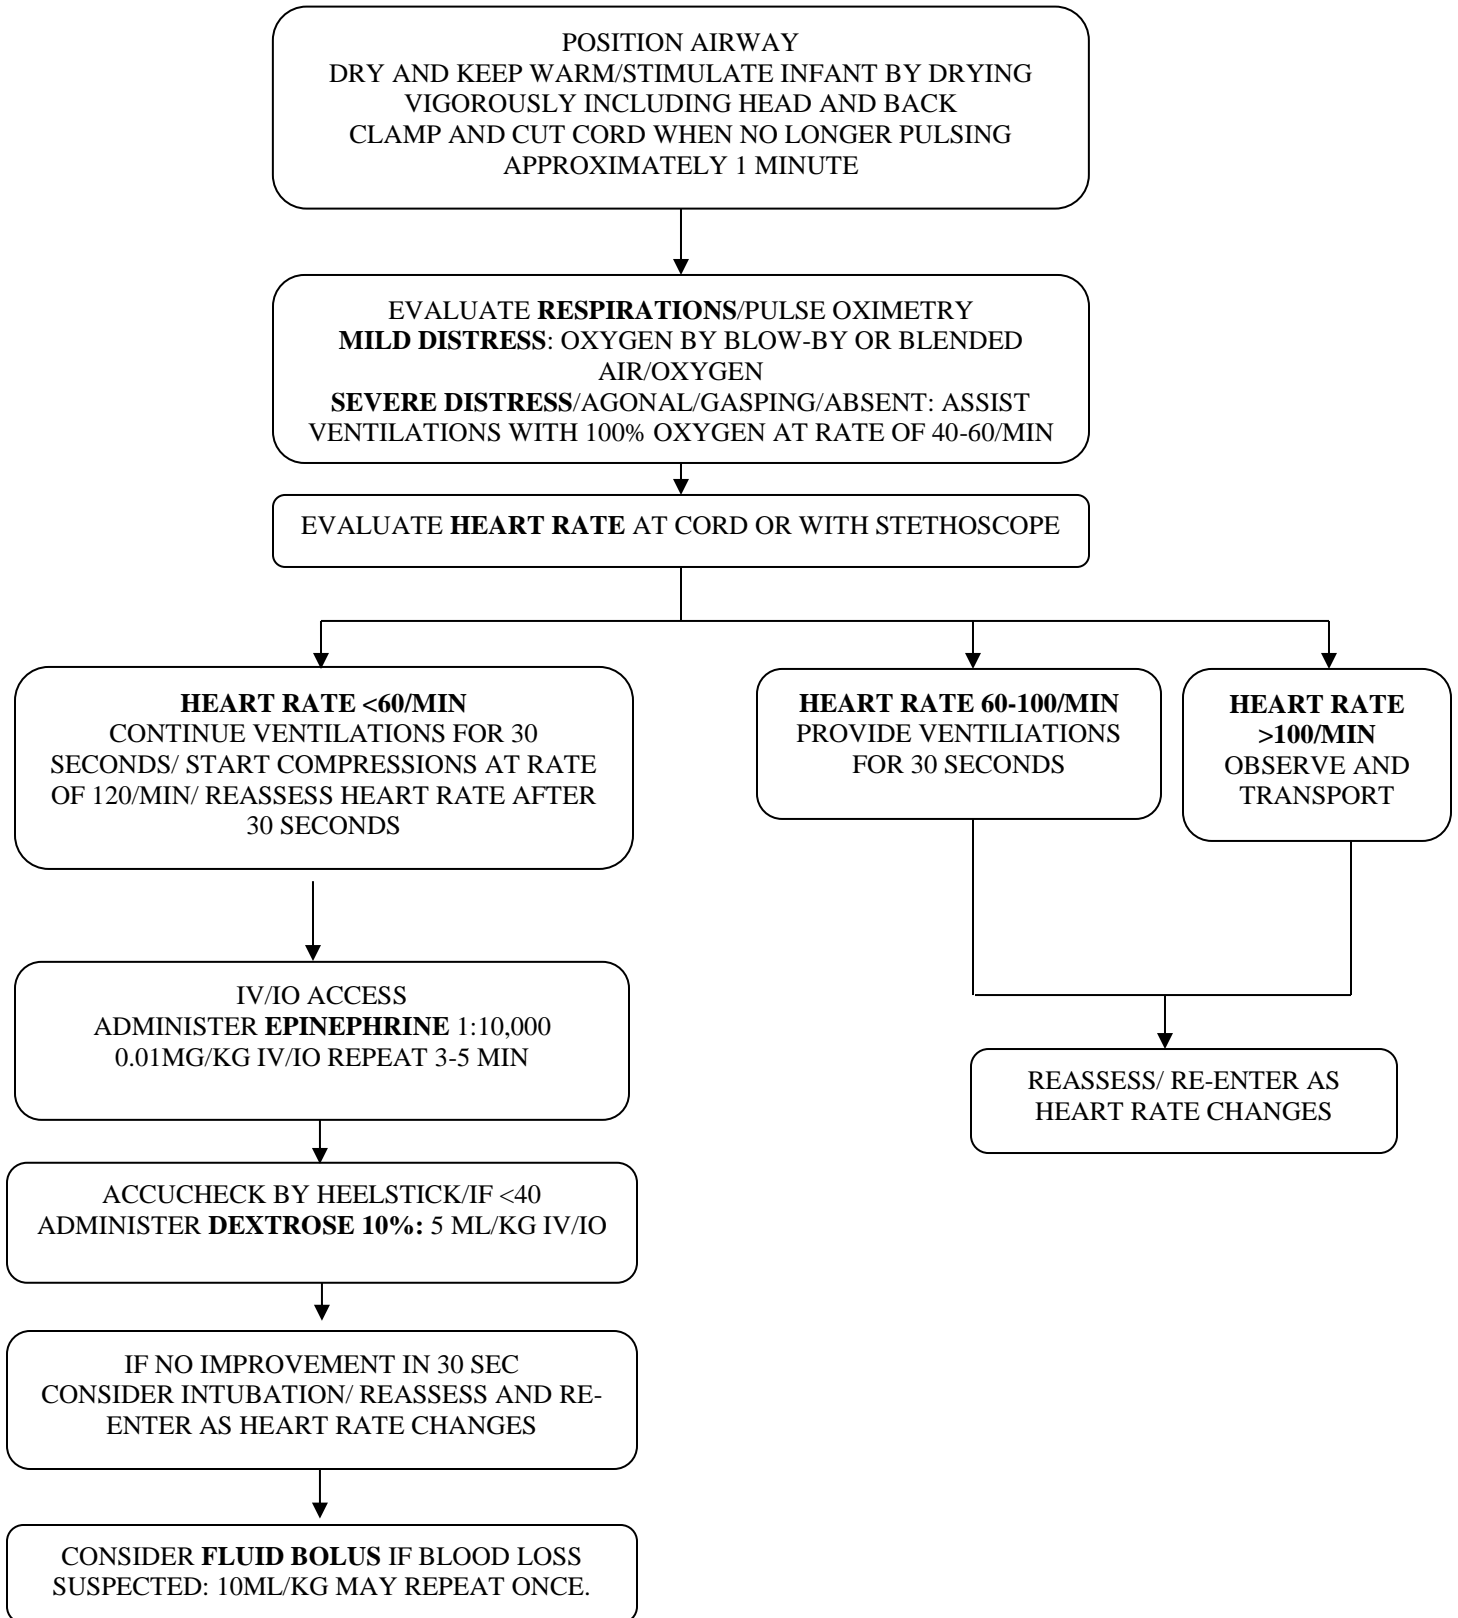 POSITION AIRWAY
DRY AND KEEP WARM/STIMULATE INFANT BY DRYING
VIGOROUSLY INCLUDING HEAD AND BACK
CLAMP AND CUT CORD WHEN NO LONGER PULSING
APPROXIMATELY 1 MINUTE
EVALUATE RESPIRATIONS/PULSE OXIMETRY
MILD DISTRESS: OXYGEN BY BLOW-BY OR BLENDED
AIR/OXYGEN
SEVERE DISTRESS/AGONAL/GASPING/ABSENT: ASSIST
VENTILATIONS WITH 100% OXYGEN AT RATE OF 40-60/MIN
EVALUATE HEART RATE AT CORD OR WITH STETHOSCOPE
HEART RATE <60/MIN
CONTINUE VENTILATIONS FOR 30
SECONDS/ START COMPRESSIONS AT RATE
OF 120/MIN/ REASSESS HEART RATE AFTER
30 SECONDS
HEART RATE 60-100/MIN
PROVIDE VENTILIATIONS
FOR 30 SECONDS
HEART RATE
>100/MIN
OBSERVE AND
TRANSPORT
IV/IO ACCESS
ADMINISTER EPINEPHRINE 1:10,000
0.01MG/KG IV/IO REPEAT 3-5 MIN
REASSESS/ RE-ENTER AS
HEART RATE CHANGES
ACCUCHECK BY HEELSTICK/IF <40
ADMINISTER DEXTROSE 10%: 5 ML/KG IV/IO
IF NO IMPROVEMENT IN 30 SEC
CONSIDER INTUBATION/ REASSESS AND RE-
ENTER AS HEART RATE CHANGES
CONSIDER FLUID BOLUS IF BLOOD LOSS
SUSPECTED: 10ML/KG MAY REPEAT ONCE.